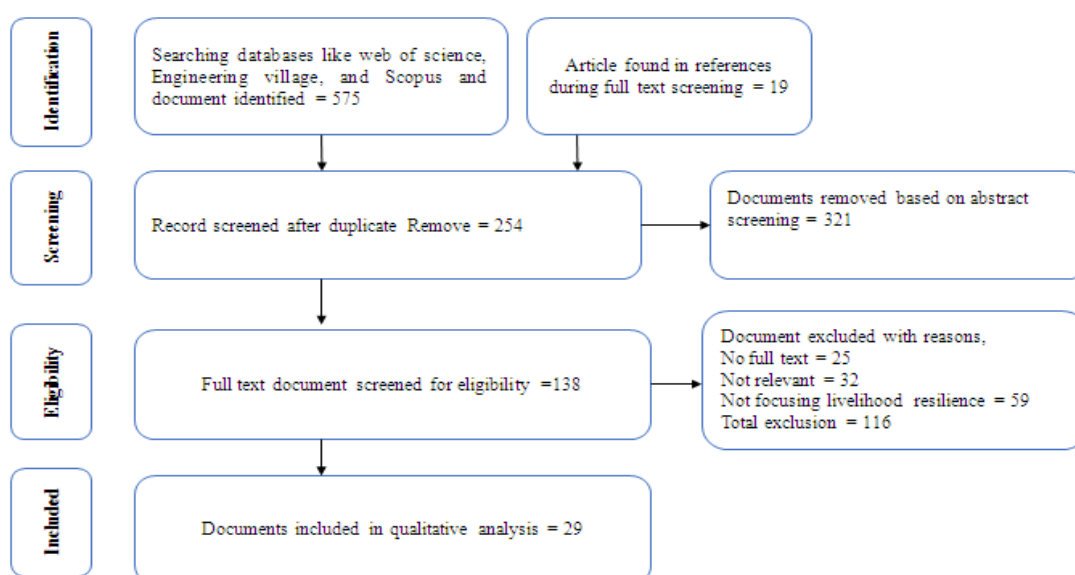 Identification
Searching databases like web of science,
Engineering village, and Scopus and
document identified = 575
Article found in references
during full text screening = 19
Screening
Record screened after duplicate Remove = 254
Documents removed based on abstract
screening = 321
Eligibility
Full text document screened for eligibility =138
Document excluded with reasons,
No full text = 25
Not relevant = 32
Not focusing livelihood resilience = 59
Total exclusion = 116
Included
Documents included in qualitative analysis = 29